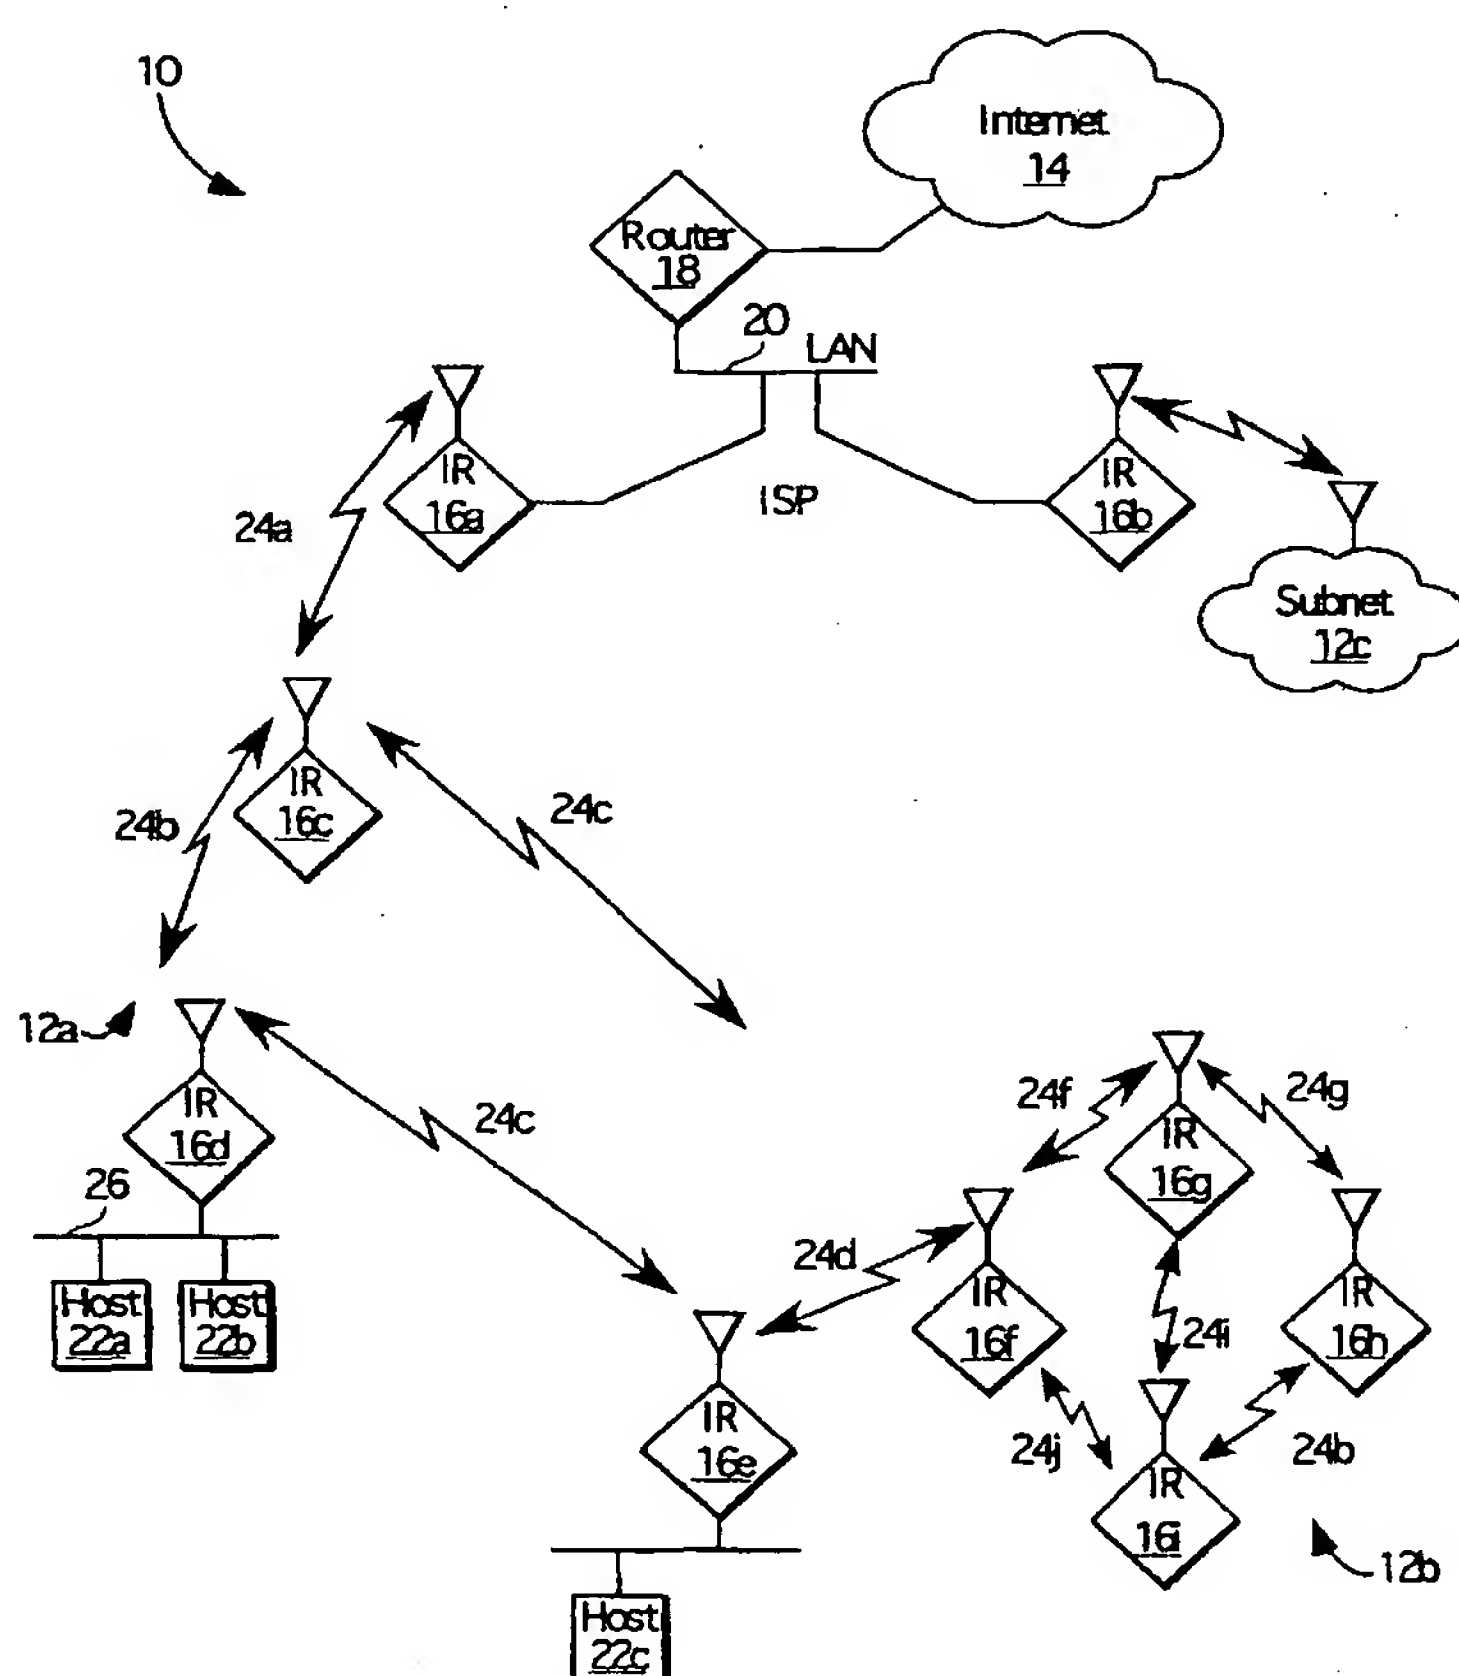 10
Internet
14
Router
18
20
LAN
IR
16a
ISP
IR
16b
24a
Subnet
12c
IR
16c
24b
24c
12a
IR
16d
24c
26
Host
22a
Host
22b
24f
24g
IR
16g
24d
IR
16f
24i
IR
16h
IR
16e
24j
24b
IR
16i
12b
Host
22c